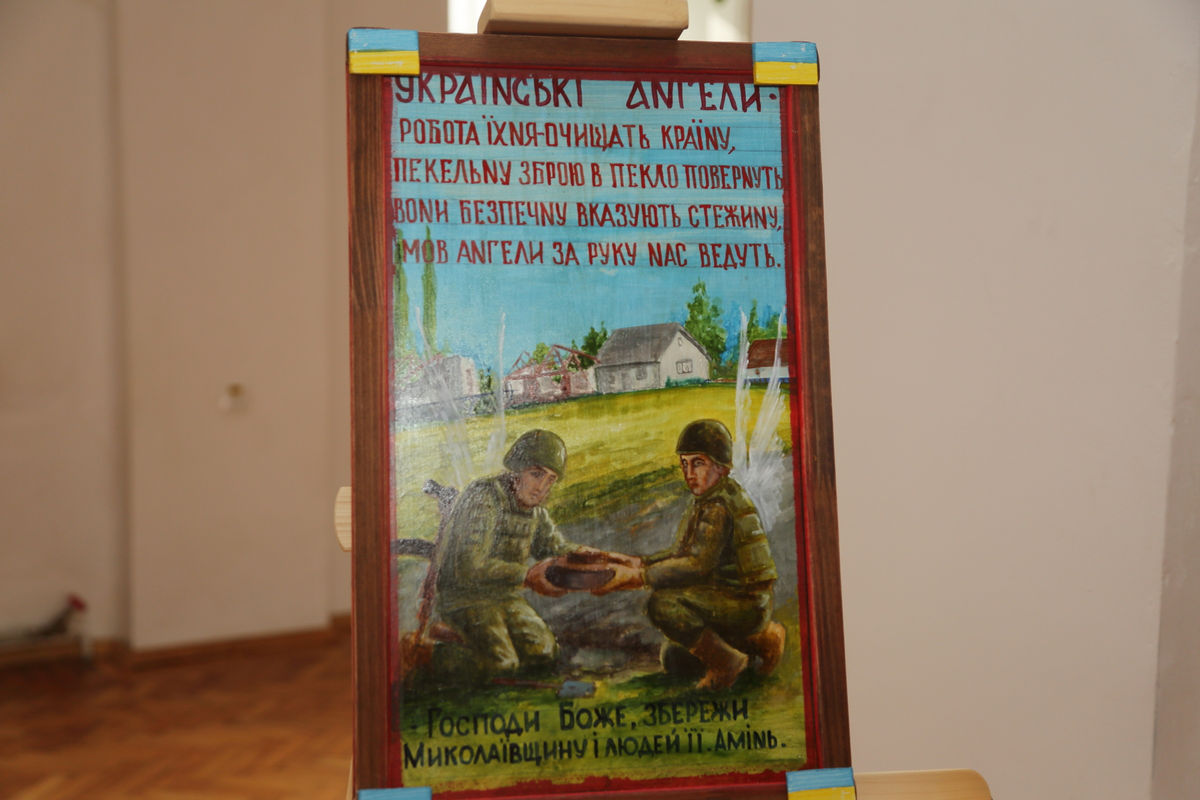 УКРАЇНСЬКІ АНГЕЛИ.
РОБОТА ЇХНЯ-ОЧИЩАТЬ КРАЇНУ,
ПЕКЕЛЬНУ ЗБРОЮ В ПЕКЛО ПОВЕРНУТЬ
ВОНИ БЕЗПЕЧНУ ВКАЗУЮТЬ СТЕЖИНУ,
МОВ АНГЕЛИ ЗА РУКУ НАС ВЕДУТЬ.
Господи Боже, збережи
Миколаївщину і людей її. Амінь.